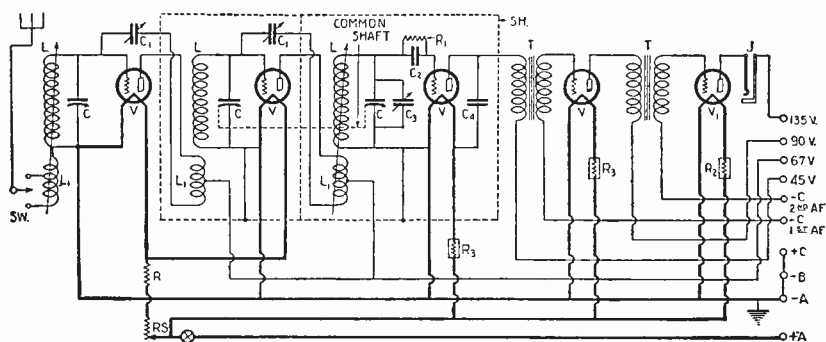 C1
L
C
V
L1
SW.
R
RS
L
C1
C
V
L1
COMMON
SHAFT
SH.
L
R1
C2
C
C3
V
C4
L1
R3
T
V
R3
T
V1
R2
J
135 V.
90 V.
67 V
45 V
-C
2ND AF
-C
1ST AF
+C
-B
-A
+A